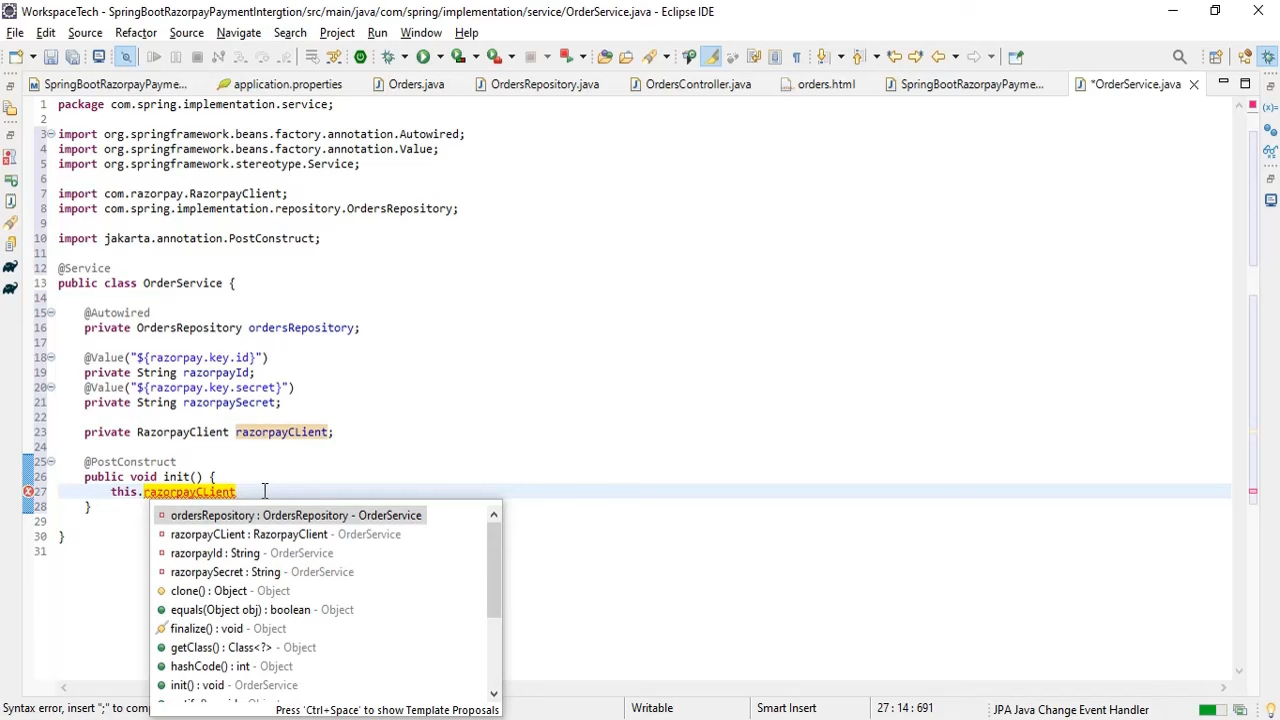 WorkspaceTech - SpringBootRazorpayPaymentIntergtion/src/main/java/com/spring/implementation/service/OrderService.java - Eclipse IDE
File Edit Source Refactor Source Navigate Search Project Run Window Help
SpringBootRazorpayPayme... application.properties Orders.java OrdersRepository.java OrdersController.java orders.html SpringBootRazorpayPayme... *OrderService.java
1 package com.spring.implementation.service;
2
3 import org.springframework.beans.factory.annotation.Autowired;
4 import org.springframework.beans.factory.annotation.Value;
5 import org.springframework.stereotype.Service;
6
7 import com.razorpay.RazorpayClient;
8 import com.spring.implementation.repository.OrdersRepository;
9
10 import jakarta.annotation.PostConstruct;
11
12 @Service
13 public class OrderService {
14
15 @Autowired
16 private OrdersRepository ordersRepository;
17
18 @Value("${razorpay.key.id}")
19 private String razorpayId;
20 @Value("${razorpay.key.secret}")
21 private String razorpaySecret;
22
23 private RazorpayClient razorpayCLient;
24
25 @PostConstruct
26 public void init() {
27 this.razorpayCLient
28 }
29
30 }
31
ordersRepository : OrdersRepository - OrderService
razorpayCLient : RazorpayClient - OrderService
razorpayId : String - OrderService
razorpaySecret : String - OrderService
clone() : Object - Object
equals(Object obj) : boolean - Object
finalize() : void - Object
getClass() : Class<?> - Object
hashCode() : int - Object
init() : void - OrderService
Press 'Ctrl+Space' to show Template Proposals
Syntax error, insert ";" to comp Writable Smart Insert 27 : 14 : 691 JPA Java Change Event Handler